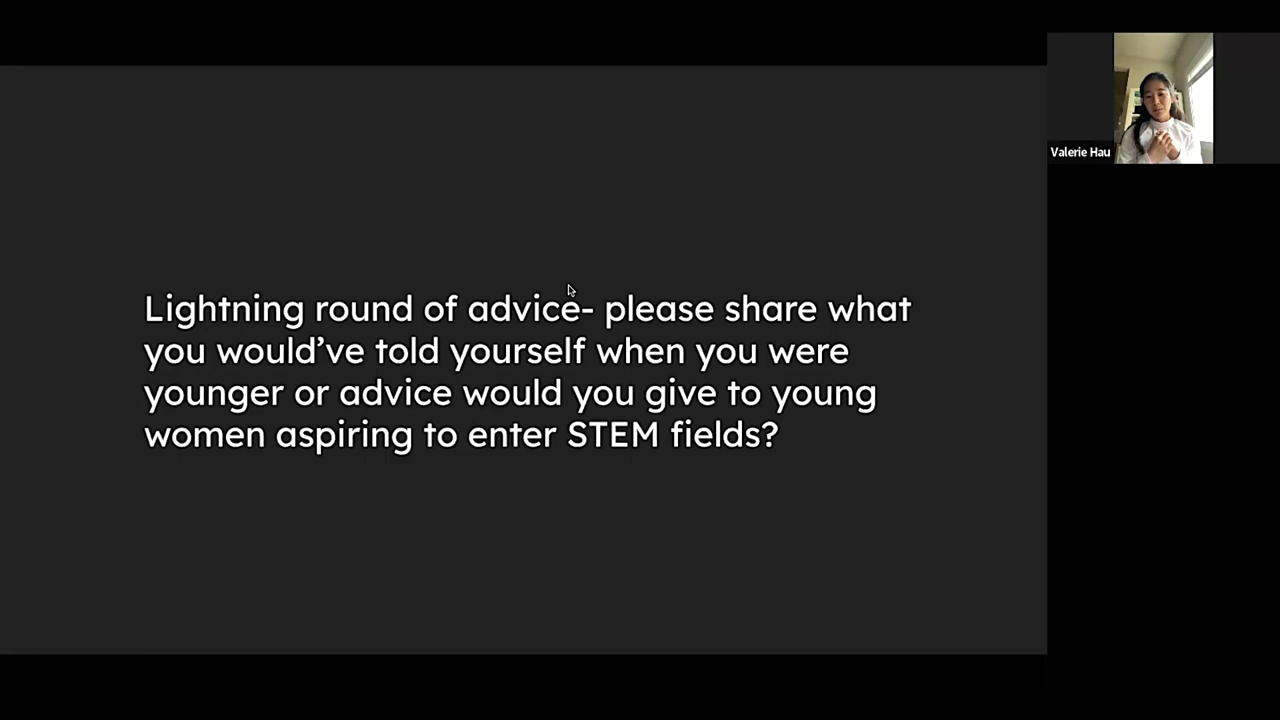 Lightning round of advice- please share what
you would've told yourself when you were
younger or advice would you give to young
women aspiring to enter STEM fields?
Valerie Hau